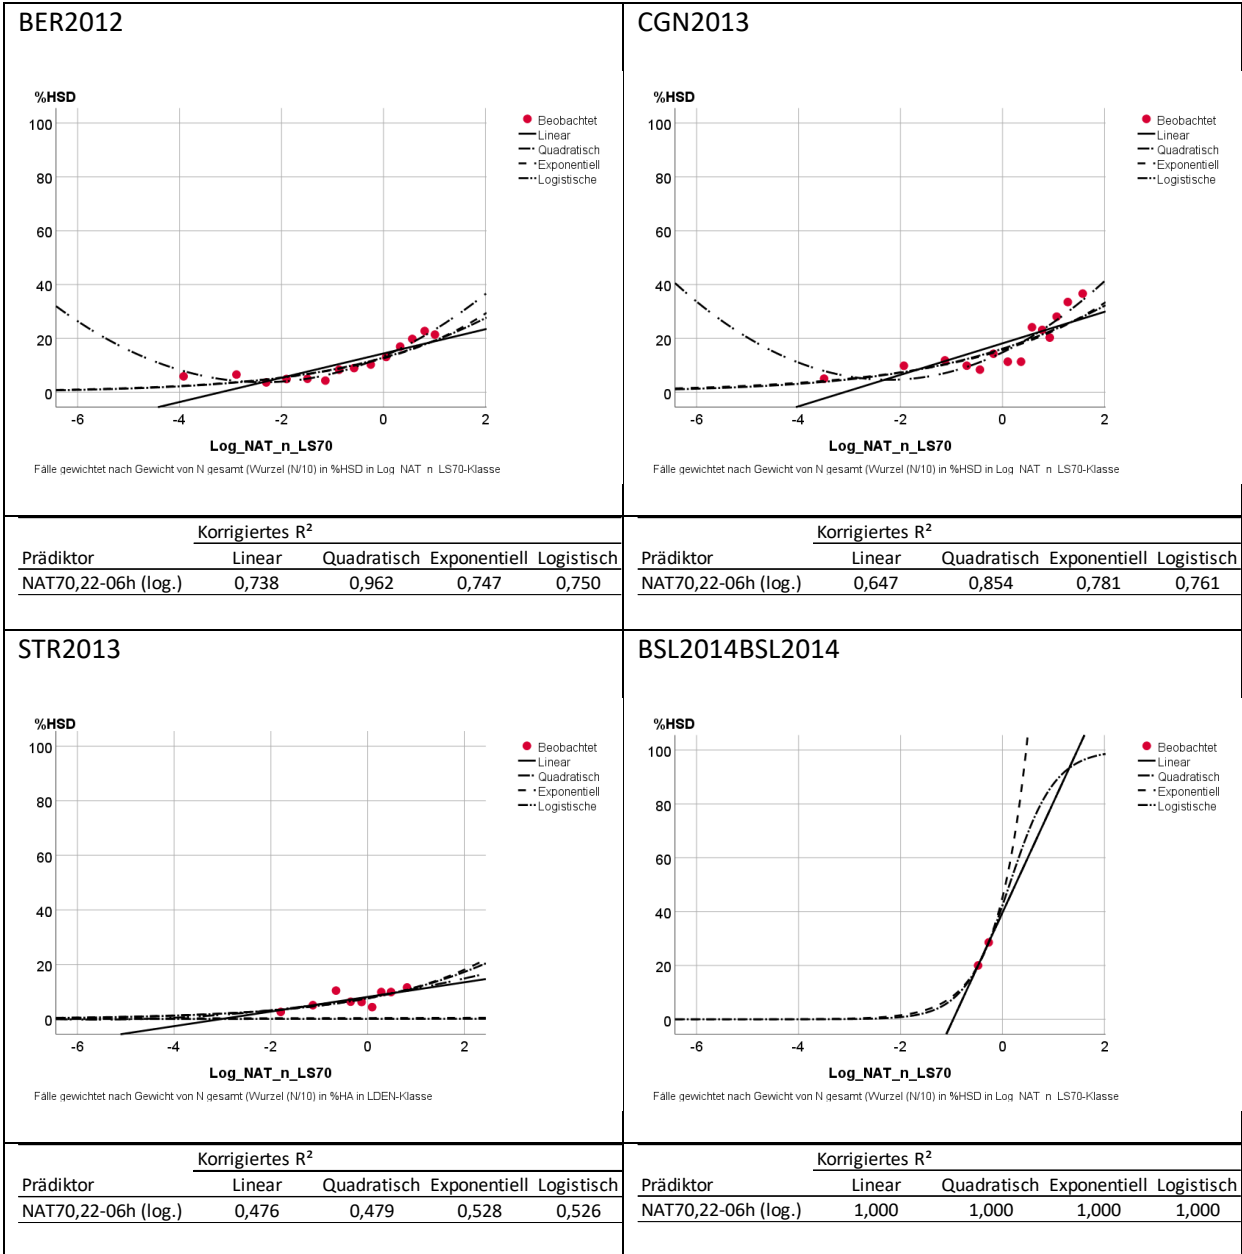 BER2012
%HSD
100
80
60
40
20
0
-6 -4 -2 0 2
Log_NAT_n_LS70
Beobachtet
Linear
Quadratisch
Exponentiell
Logistische
Fälle gewichtet nach Gewicht von N gesamt (Wurzel (N/10) in %HSD in Log_NAT_n_LS70-Klasse
CGN2013
%HSD
100
80
60
40
20
0
-6 -4 -2 0 2
Log_NAT_n_LS70
Beobachtet
Linear
Quadratisch
Exponentiell
Logistische
Fälle gewichtet nach Gewicht von N gesamt (Wurzel (N/10) in %HSD in Log_NAT_n_LS70-Klasse
Korrigiertes R²
Prädiktor Linear Quadratisch Exponentiell Logistisch
NAT70,22-06h (log.) 0,738 0,962 0,747 0,750
Korrigiertes R²
Prädiktor Linear Quadratisch Exponentiell Logistisch
NAT70,22-06h (log.) 0,647 0,854 0,781 0,761
STR2013
%HSD
100
80
60
40
20
0
-6 -4 -2 0 2
Log_NAT_n_LS70
Beobachtet
Linear
Quadratisch
Exponentiell
Logistische
Fälle gewichtet nach Gewicht von N gesamt (Wurzel (N/10) in %HA in LDEN-Klasse
BSL2014BSL2014
%HSD
100
80
60
40
20
0
-6 -4 -2 0 2
Log_NAT_n_LS70
Beobachtet
Linear
Quadratisch
Exponentiell
Logistische
Fälle gewichtet nach Gewicht von N gesamt (Wurzel (N/10) in %HSD in Log_NAT_n_LS70-Klasse
Korrigiertes R²
Prädiktor Linear Quadratisch Exponentiell Logistisch
NAT70,22-06h (log.) 0,476 0,479 0,528 0,526
Korrigiertes R²
Prädiktor Linear Quadratisch Exponentiell Logistisch
NAT70,22-06h (log.) 1,000 1,000 1,000 1,000